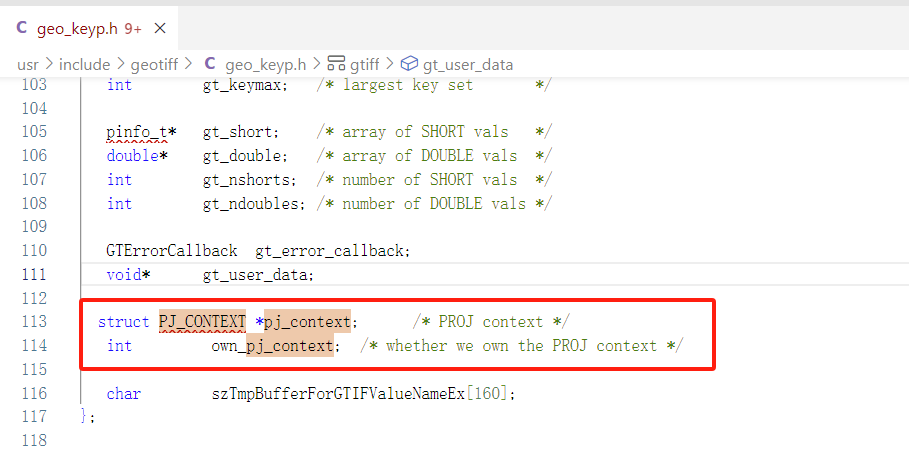 geo_keyp.h 9+
usr > include > geotiff > C geo_keyp.h > gtiff > gt_user_data
103 int gt_keymax; /* largest key set */
104
105 pinfo_t* gt_short; /* array of SHORT vals */
106 double* gt_double; /* array of DOUBLE vals */
107 int gt_nshorts; /* number of SHORT vals */
108 int gt_ndoubles; /* number of DOUBLE vals */
109
110 GTErrorCallback gt_error_callback;
111 void* gt_user_data;
112
113 struct PJ_CONTEXT *pj_context; /* PROJ context */
114 int own_pj_context; /* whether we own the PROJ context */
115
116 char szTmpBufferForGTIFValueNameEx[160];
117 };
118